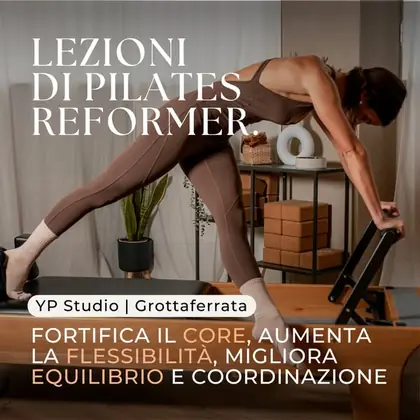 LEZIONI
DI PILATES
REFORMER.
YP Studio | Grottaferrata
FORTIFICA IL CORE, AUMENTA
LA FLESSIBILITÀ, MIGLIORA
EQUILIBRIO E COORDINAZIONE